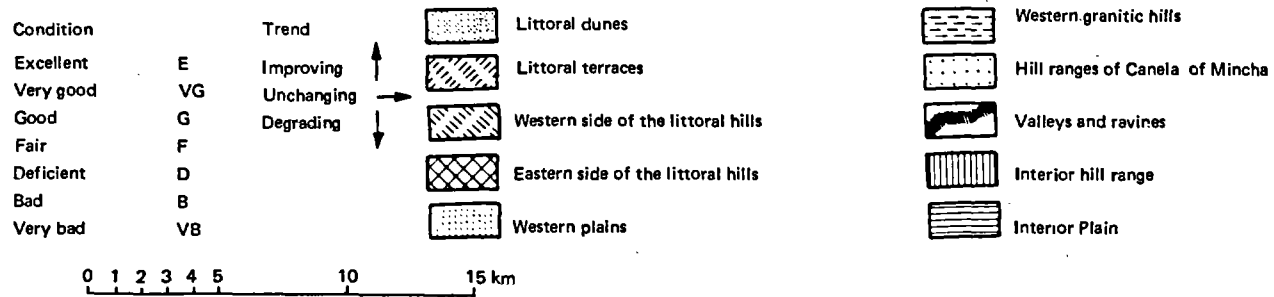 Condition
Excellent E
Very good VG
Good G
Fair F
Deficient D
Bad B
Very bad VB
Trend
Improving
Unchanging
Degrading
Littoral dunes
Littoral terraces
Western side of the littoral hills
Eastern side of the littoral hills
Western plains
Western granitic hills
Hill ranges of Canela of Mincha
Valleys and ravines
Interior hill range
Interior Plain
0 1 2 3 4 5 10 15 km